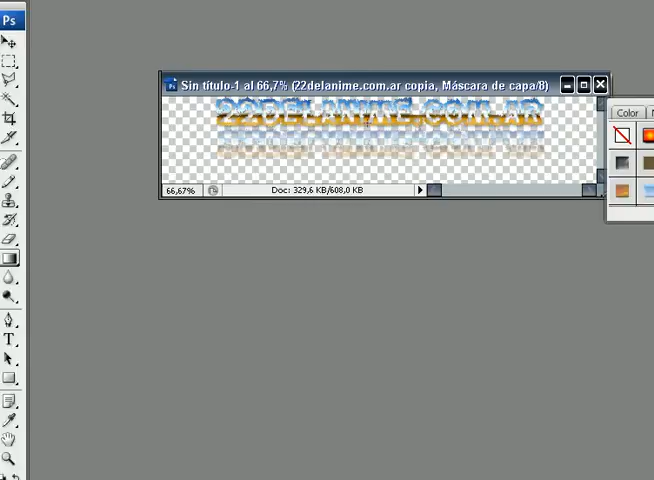 Ps
Sin título-1 al 66,7% (22delanime.com.ar copia, Máscara de capa/8)
22DELANIME.COM.AR
Color
66,67%
Doc: 329,6 KB/608,0 KB
T